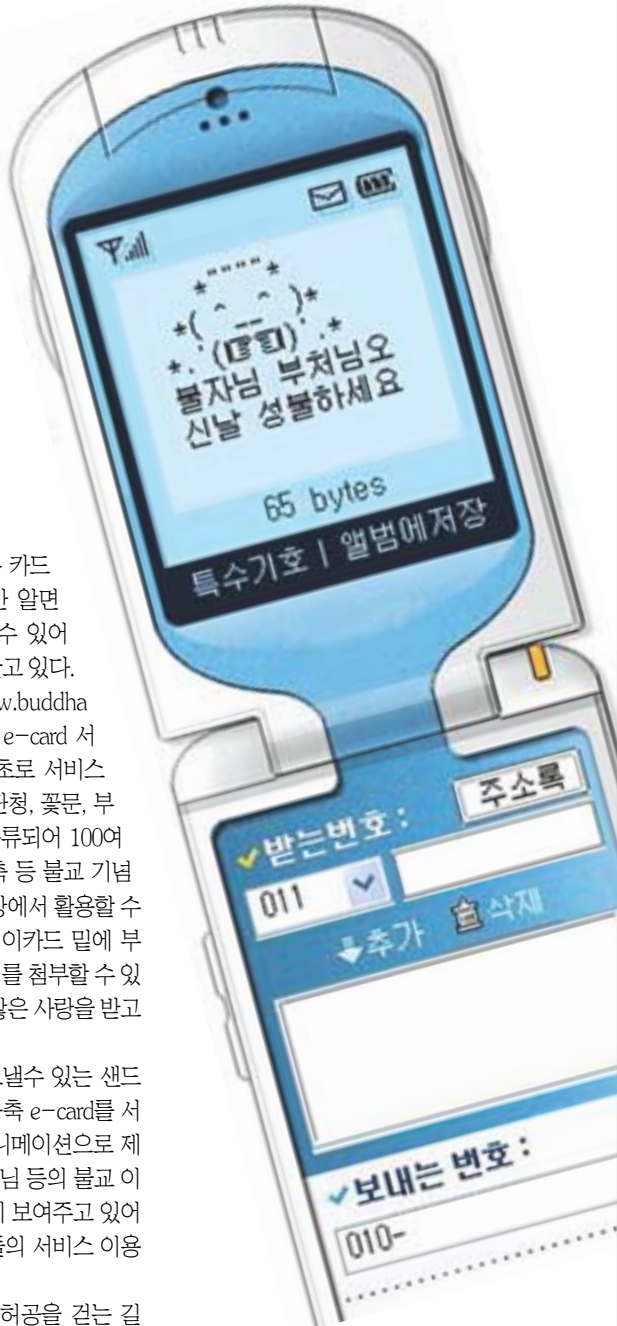 *""""*
*( ^ ^ )*
불자님 부처님오
신날 성불하세요
65 bytes
특수기호 | 앨범에저장
주소록
받는번호 :
011
추가 삭제
보내는 번호 :
010-
카드
알면
수 있어
있다.
e-card 서
초로 서비스
단청, 꽃문, 부
류되어 100여
등 불교 기념
상에서 활용할 수
이카드 밑에 부
를 첨부할 수 있
많은 사랑을 받고
보낼수 있는 샌드
축 e-card를 서
니메이션으로 제
님 등의 불교 이
보여주고 있어
들의 서비스 이용
허공을 걷는 길